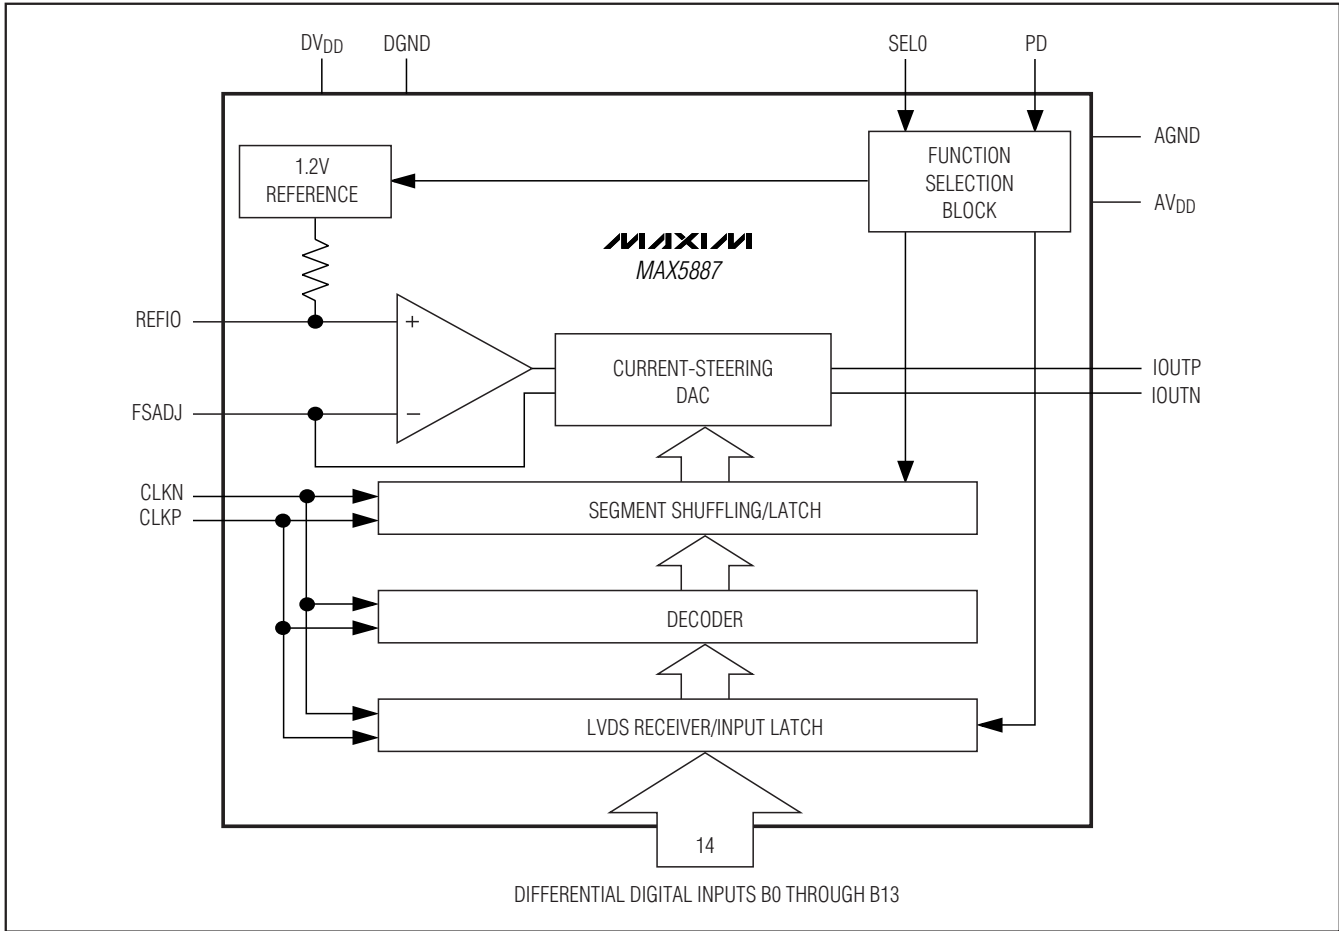 DVDD DGND SEL0 PD
AGND
AVDD
1.2V
REFERENCE
FUNCTION
SELECTION
BLOCK
MAXIM
MAX5887
REFIO
+
CURRENT-STEERING
DAC
IOUTP
IOUTN
FSADJ
−
CLKN
CLKP
SEGMENT SHUFFLING/LATCH
DECODER
LVDS RECEIVER/INPUT LATCH
14
DIFFERENTIAL DIGITAL INPUTS B0 THROUGH B13